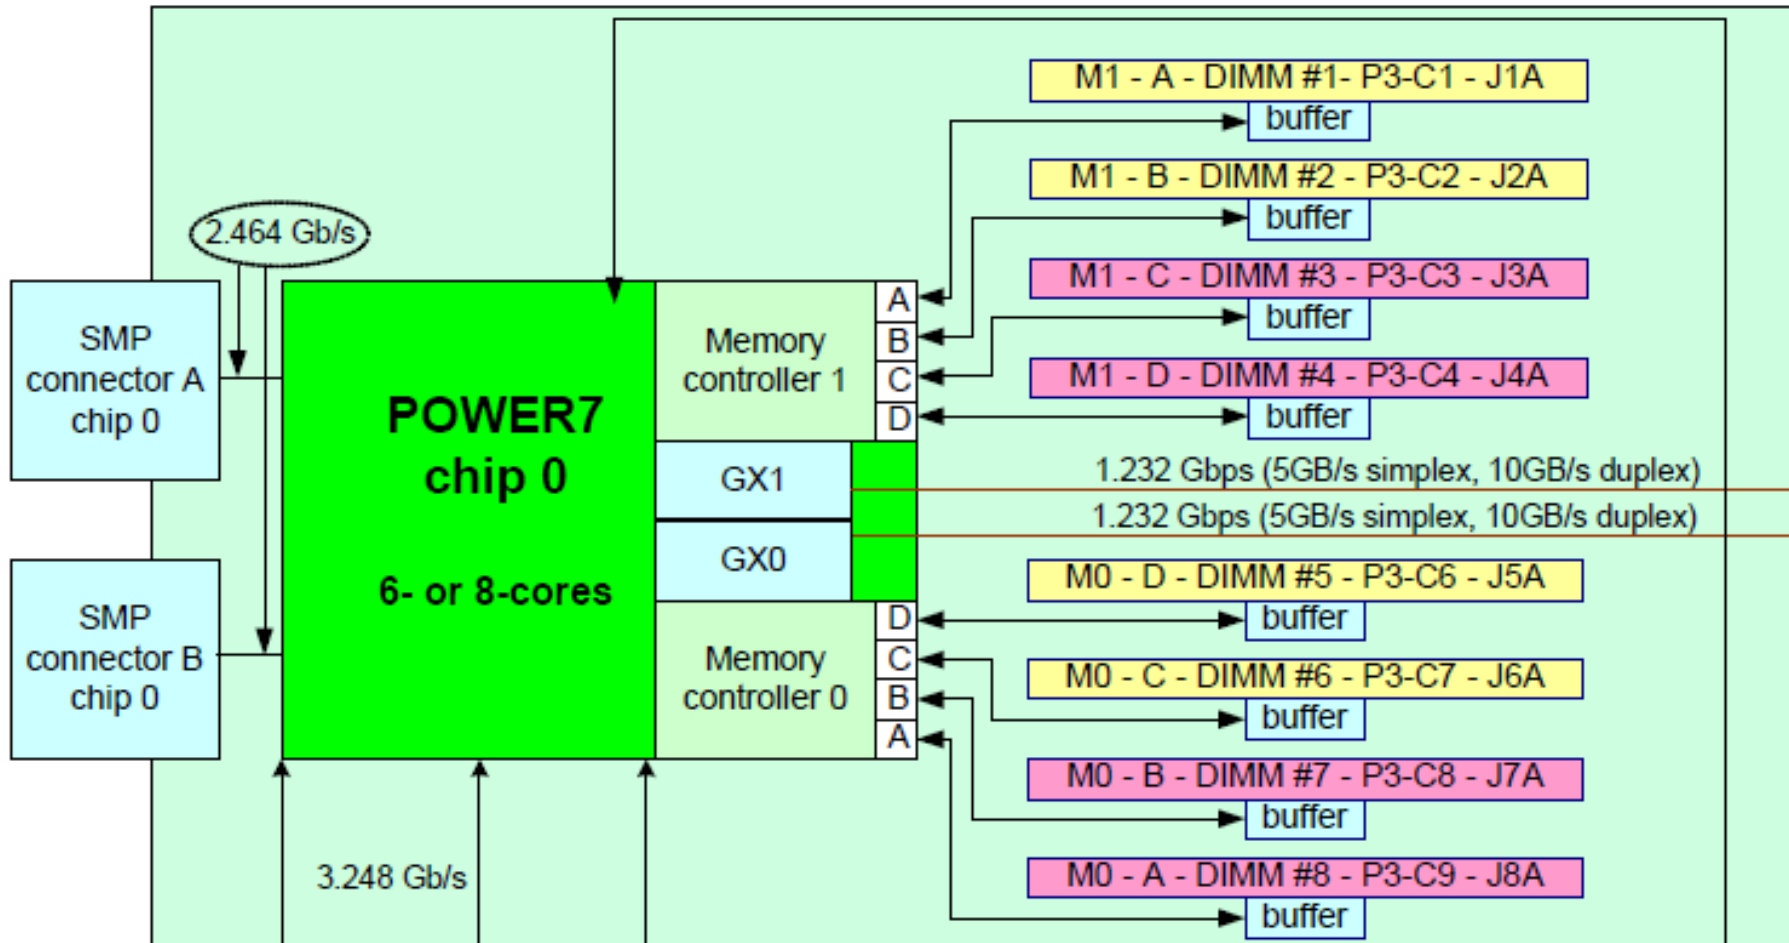 M1 - A - DIMM #1- P3-C1 - J1A
buffer
M1 - B - DIMM #2 - P3-C2 - J2A
buffer
2.464 Gb/s
M1 - C - DIMM #3 - P3-C3 - J3A
buffer
M1 - D - DIMM #4 - P3-C4 - J4A
buffer
SMP
connector A
chip 0
POWER7
chip 0
6- or 8-cores
Memory
controller 1
A
B
C
D
GX1
1.232 Gbps (5GB/s simplex, 10GB/s duplex)
1.232 Gbps (5GB/s simplex, 10GB/s duplex)
GX0
SMP
connector B
chip 0
Memory
controller 0
D
C
B
A
M0 - D - DIMM #5 - P3-C6 - J5A
buffer
M0 - C - DIMM #6 - P3-C7 - J6A
buffer
M0 - B - DIMM #7 - P3-C8 - J7A
buffer
3.248 Gb/s
M0 - A - DIMM #8 - P3-C9 - J8A
buffer